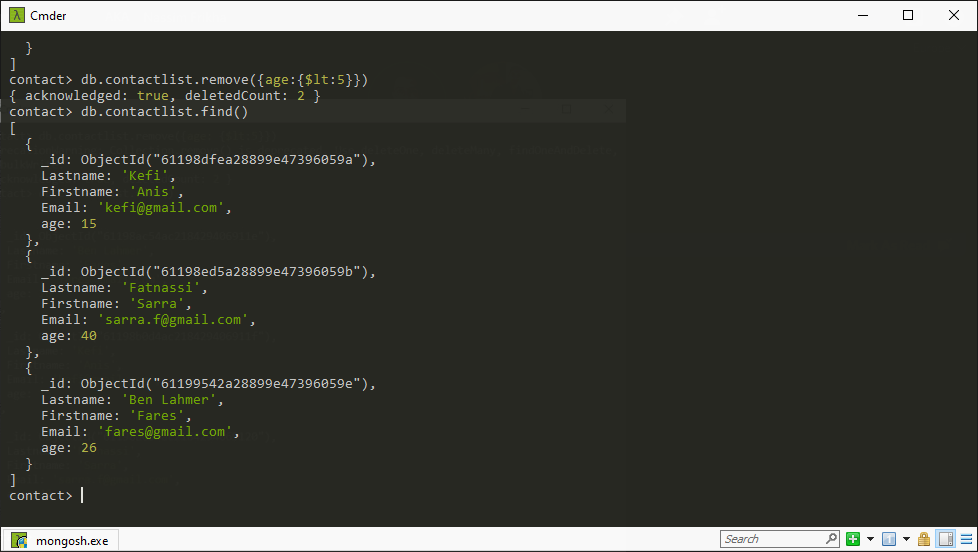 Cmder
  }
]
contact> db.contactlist.remove({age:{$lt:5}})
{ acknowledged: true, deletedCount: 2 }
contact> db.contactlist.find()
[
  {
    _id: ObjectId("61198dfea28899e47396059a"),
    Lastname: 'Kefi',
    Firstname: 'Anis',
    Email: 'kefi@gmail.com',
    age: 15
  },
  {
    _id: ObjectId("61198ed5a28899e47396059b"),
    Lastname: 'Fatnassi',
    Firstname: 'Sarra',
    Email: 'sarra.f@gmail.com',
    age: 40
  },
  {
    _id: ObjectId("61199542a28899e47396059e"),
    Lastname: 'Ben Lahmer',
    Firstname: 'Fares',
    Email: 'fares@gmail.com',
    age: 26
  }
]
contact>
mongosh.exe
Search